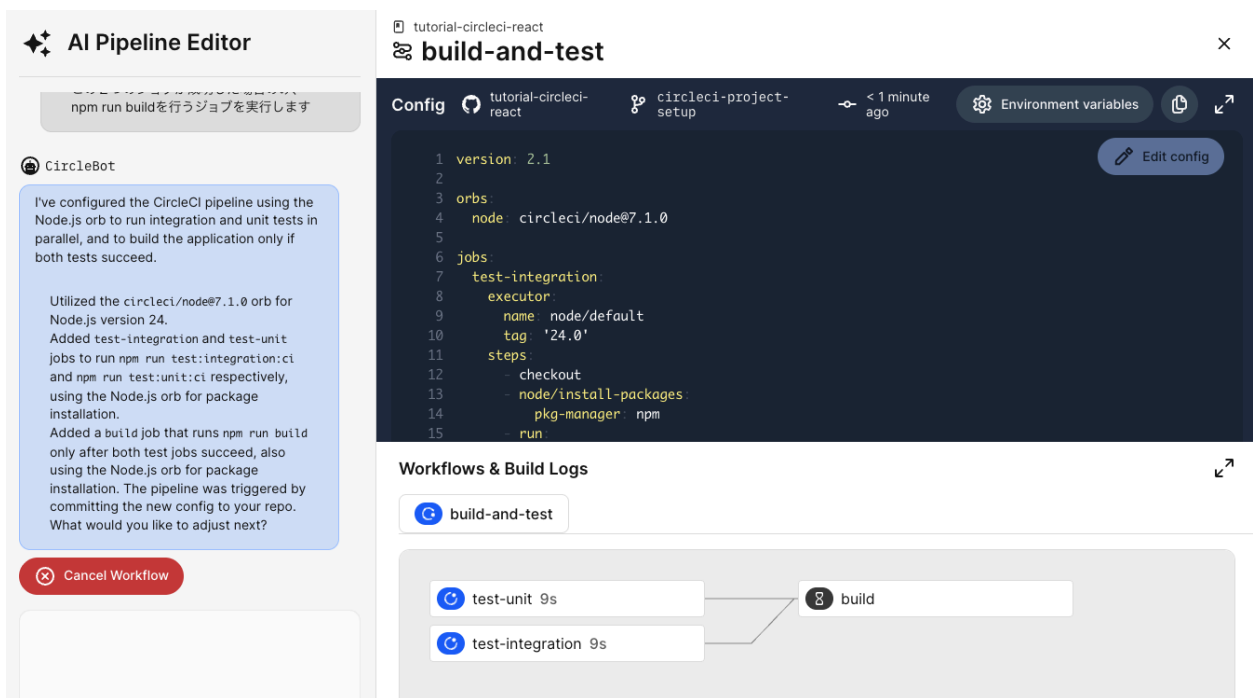 AI Pipeline Editor
npm run buildを行うジョブを実行します
CircleBot
I've configured the CircleCI pipeline using the
Node.js orb to run integration and unit tests in
parallel, and to build the application only if
both tests succeed.
Utilized the circleci/node@7.1.0 orb for
Node.js version 24.
Added test-integration and test-unit
jobs to run npm run test:integration:ci
and npm run test:unit:ci respectively,
using the Node.js orb for package
installation.
Added a build job that runs npm run build
only after both test jobs succeed, also
using the Node.js orb for package
installation. The pipeline was triggered by
committing the new config to your repo.
What would you like to adjust next?
Cancel Workflow
tutorial-circleci-react
build-and-test
Config
tutorial-circleci-
react
circleci-project-
setup
< 1 minute
ago
Environment variables
Edit config
1 version: 2.1
2
3 orbs:
4 node: circleci/node@7.1.0
5
6 jobs:
7 test-integration:
8 executor:
9 name: node/default
10 tag: '24.0'
11 steps:
12 - checkout
13 - node/install-packages:
14 pkg-manager: npm
15 - run:
Workflows & Build Logs
build-and-test
test-unit 9s
build
test-integration 9s